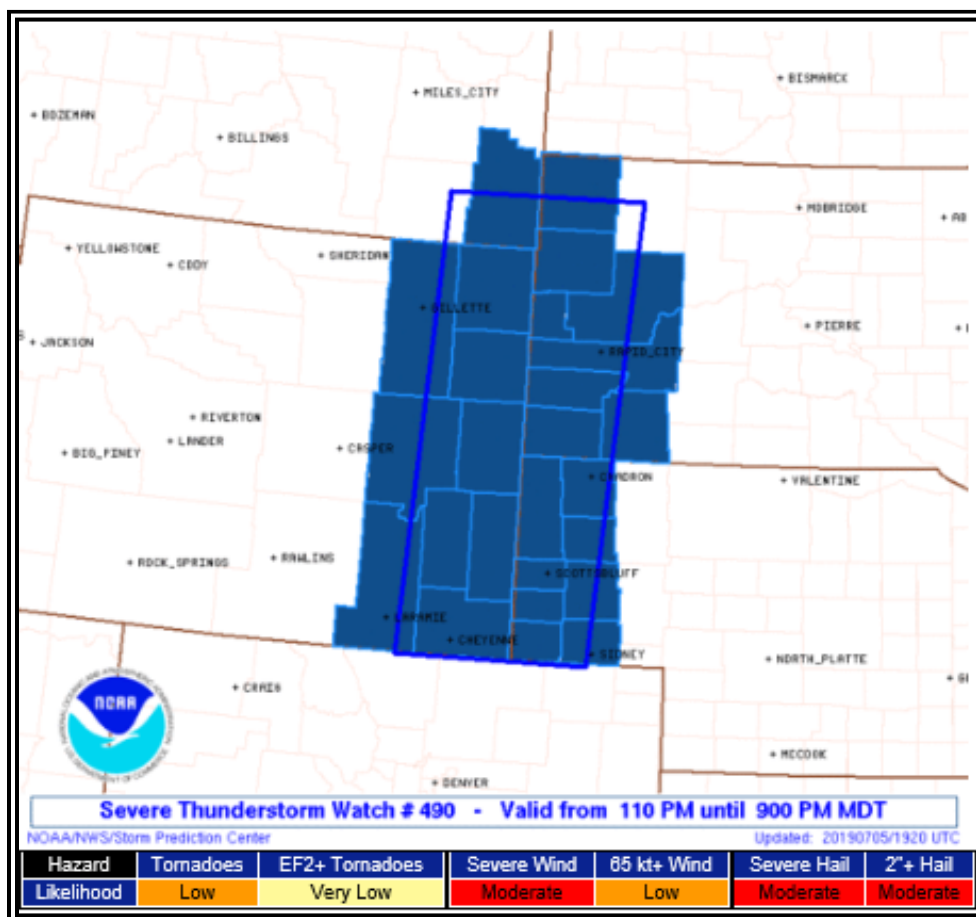 + BISMARCK
+ MILES_CITY
+ BOZEMAN
+ BILLINGS
+ MOBRIDGE
+ YELLOWSTONE
+ CODY
+ SHERIDAN
+ GILLETTE
+ PIERRE
+ JACKSON
+ RAPID_CITY
+ RIVERTON
+ LANDER
+ BIG_PINEY
+ CASPER
+ CHADRON
+ VALENTINE
+ ROCK_SPRINGS
+ RAWLINS
+ SCOTTSBLUFF
+ LARAMIE
+ CHEYENNE
+ SIDNEY
+ NORTH_PLATTE
+ CRAIG
NOAA
+ MCCOOK
+ DENVER
Severe Thunderstorm Watch # 490 - Valid from 110 PM until 900 PM MDT
NOAA/NWS/Storm Prediction Center Updated: 20190705/1920 UTC
Hazard Tornadoes EF2+ Tornadoes Severe Wind 65 kt+ Wind Severe Hail 2"+ Hail
Likelihood Low Very Low Moderate Low Moderate Moderate